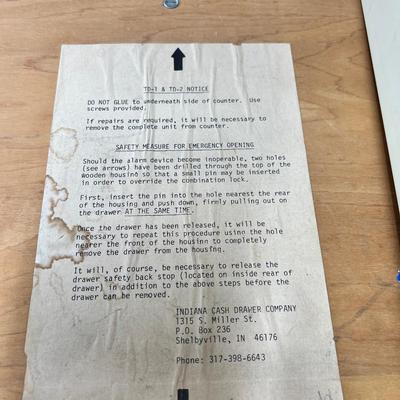 TD-1 & TD-2 NOTICE
DO NOT GLUE to underneath side of counter. Use
screws provided.
If repairs are required, it will be necessary to
remove the complete unit from counter.
SAFETY MEASURE FOR EMERGENCY OPENING
Should the alarm device become inoperable, two holes
(see arrows) have been drilled through the top of the
wooden housing so that a small pin may be inserted
in order to override the combination lock.
First, insert the pin into the hole nearest the rear
of the housing and push down, firmly pulling out on
the drawer AT THE SAME TIME.
Once the drawer has been released, it will be
necessary to repeat this procedure using the hole
nearer the front of the housing to completely
remove the drawer from the housing.
It will, of course, be necessary to release the
drawer safety back stop (located on inside rear of
drawer) in addition to the above steps before the
drawer can be removed.
INDIANA CASH DRAWER COMPANY
1315 S. Miller St.
P.O. Box 236
Shelbyville, IN 46176
Phone: 317-398-6643